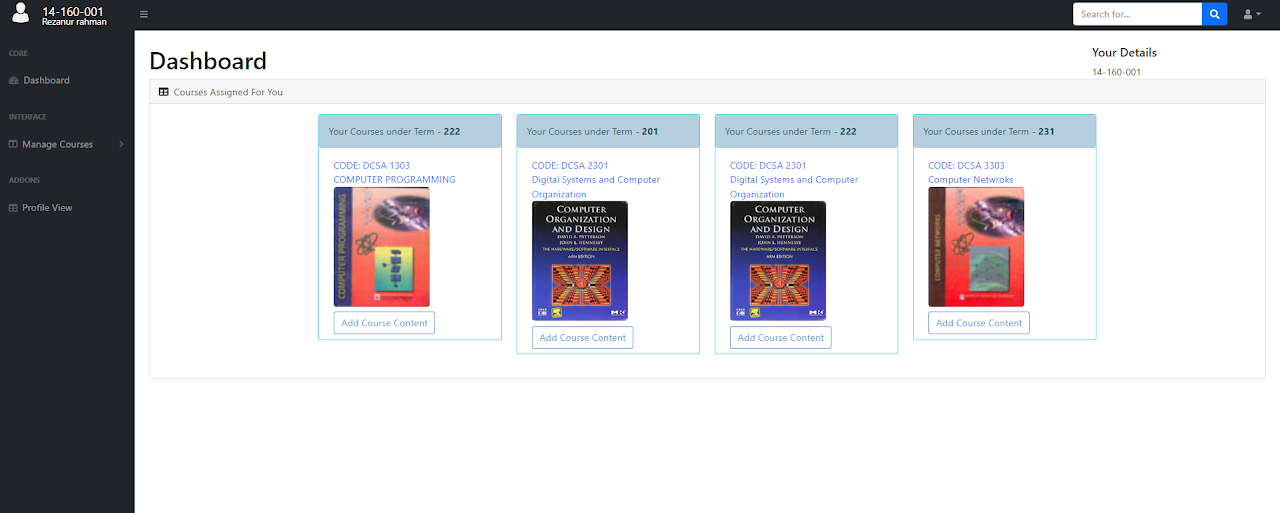 14-160-001
Rezanur rahman
Search for...
CORE
Dashboard
INTERFACE
Manage Courses
ADDONS
Profile View
Dashboard
Your Details
14-160-001
Courses Assigned For You
Your Courses under Term - 222
CODE: DCSA 1303
COMPUTER PROGRAMMING
COMPUTER PROGRAMMING
Add Course Content
Your Courses under Term - 201
CODE: DCSA 2301
Digital Systems and Computer
Organization
COMPUTER
ORGANIZATION
AND DESIGN
DAVID A. PATTERSON
JOHN L. HENNESSY
THE HARDWARE/SOFTWARE INTERFACE
ARM EDITION
Add Course Content
Your Courses under Term - 222
CODE: DCSA 2301
Digital Systems and Computer
Organization
COMPUTER
ORGANIZATION
AND DESIGN
DAVID A. PATTERSON
JOHN L. HENNESSY
THE HARDWARE/SOFTWARE INTERFACE
ARM EDITION
Add Course Content
Your Courses under Term - 231
CODE: DCSA 3303
Computer Netwroks
COMPUTER NETWORKS
Add Course Content